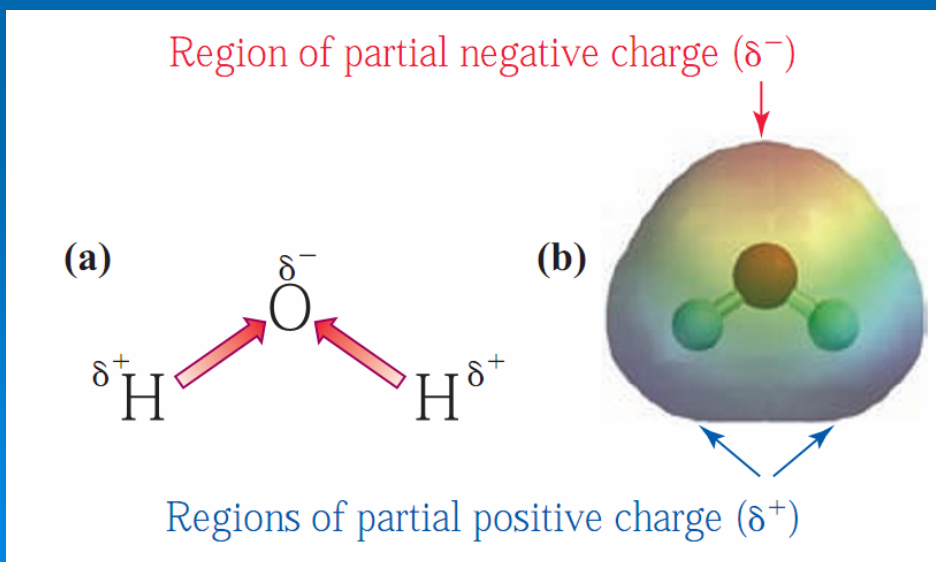 Region of partial negative charge (δ⁻)
(a)
δ⁻
O
δ⁺H
Hδ⁺
(b)
Regions of partial positive charge (δ⁺)